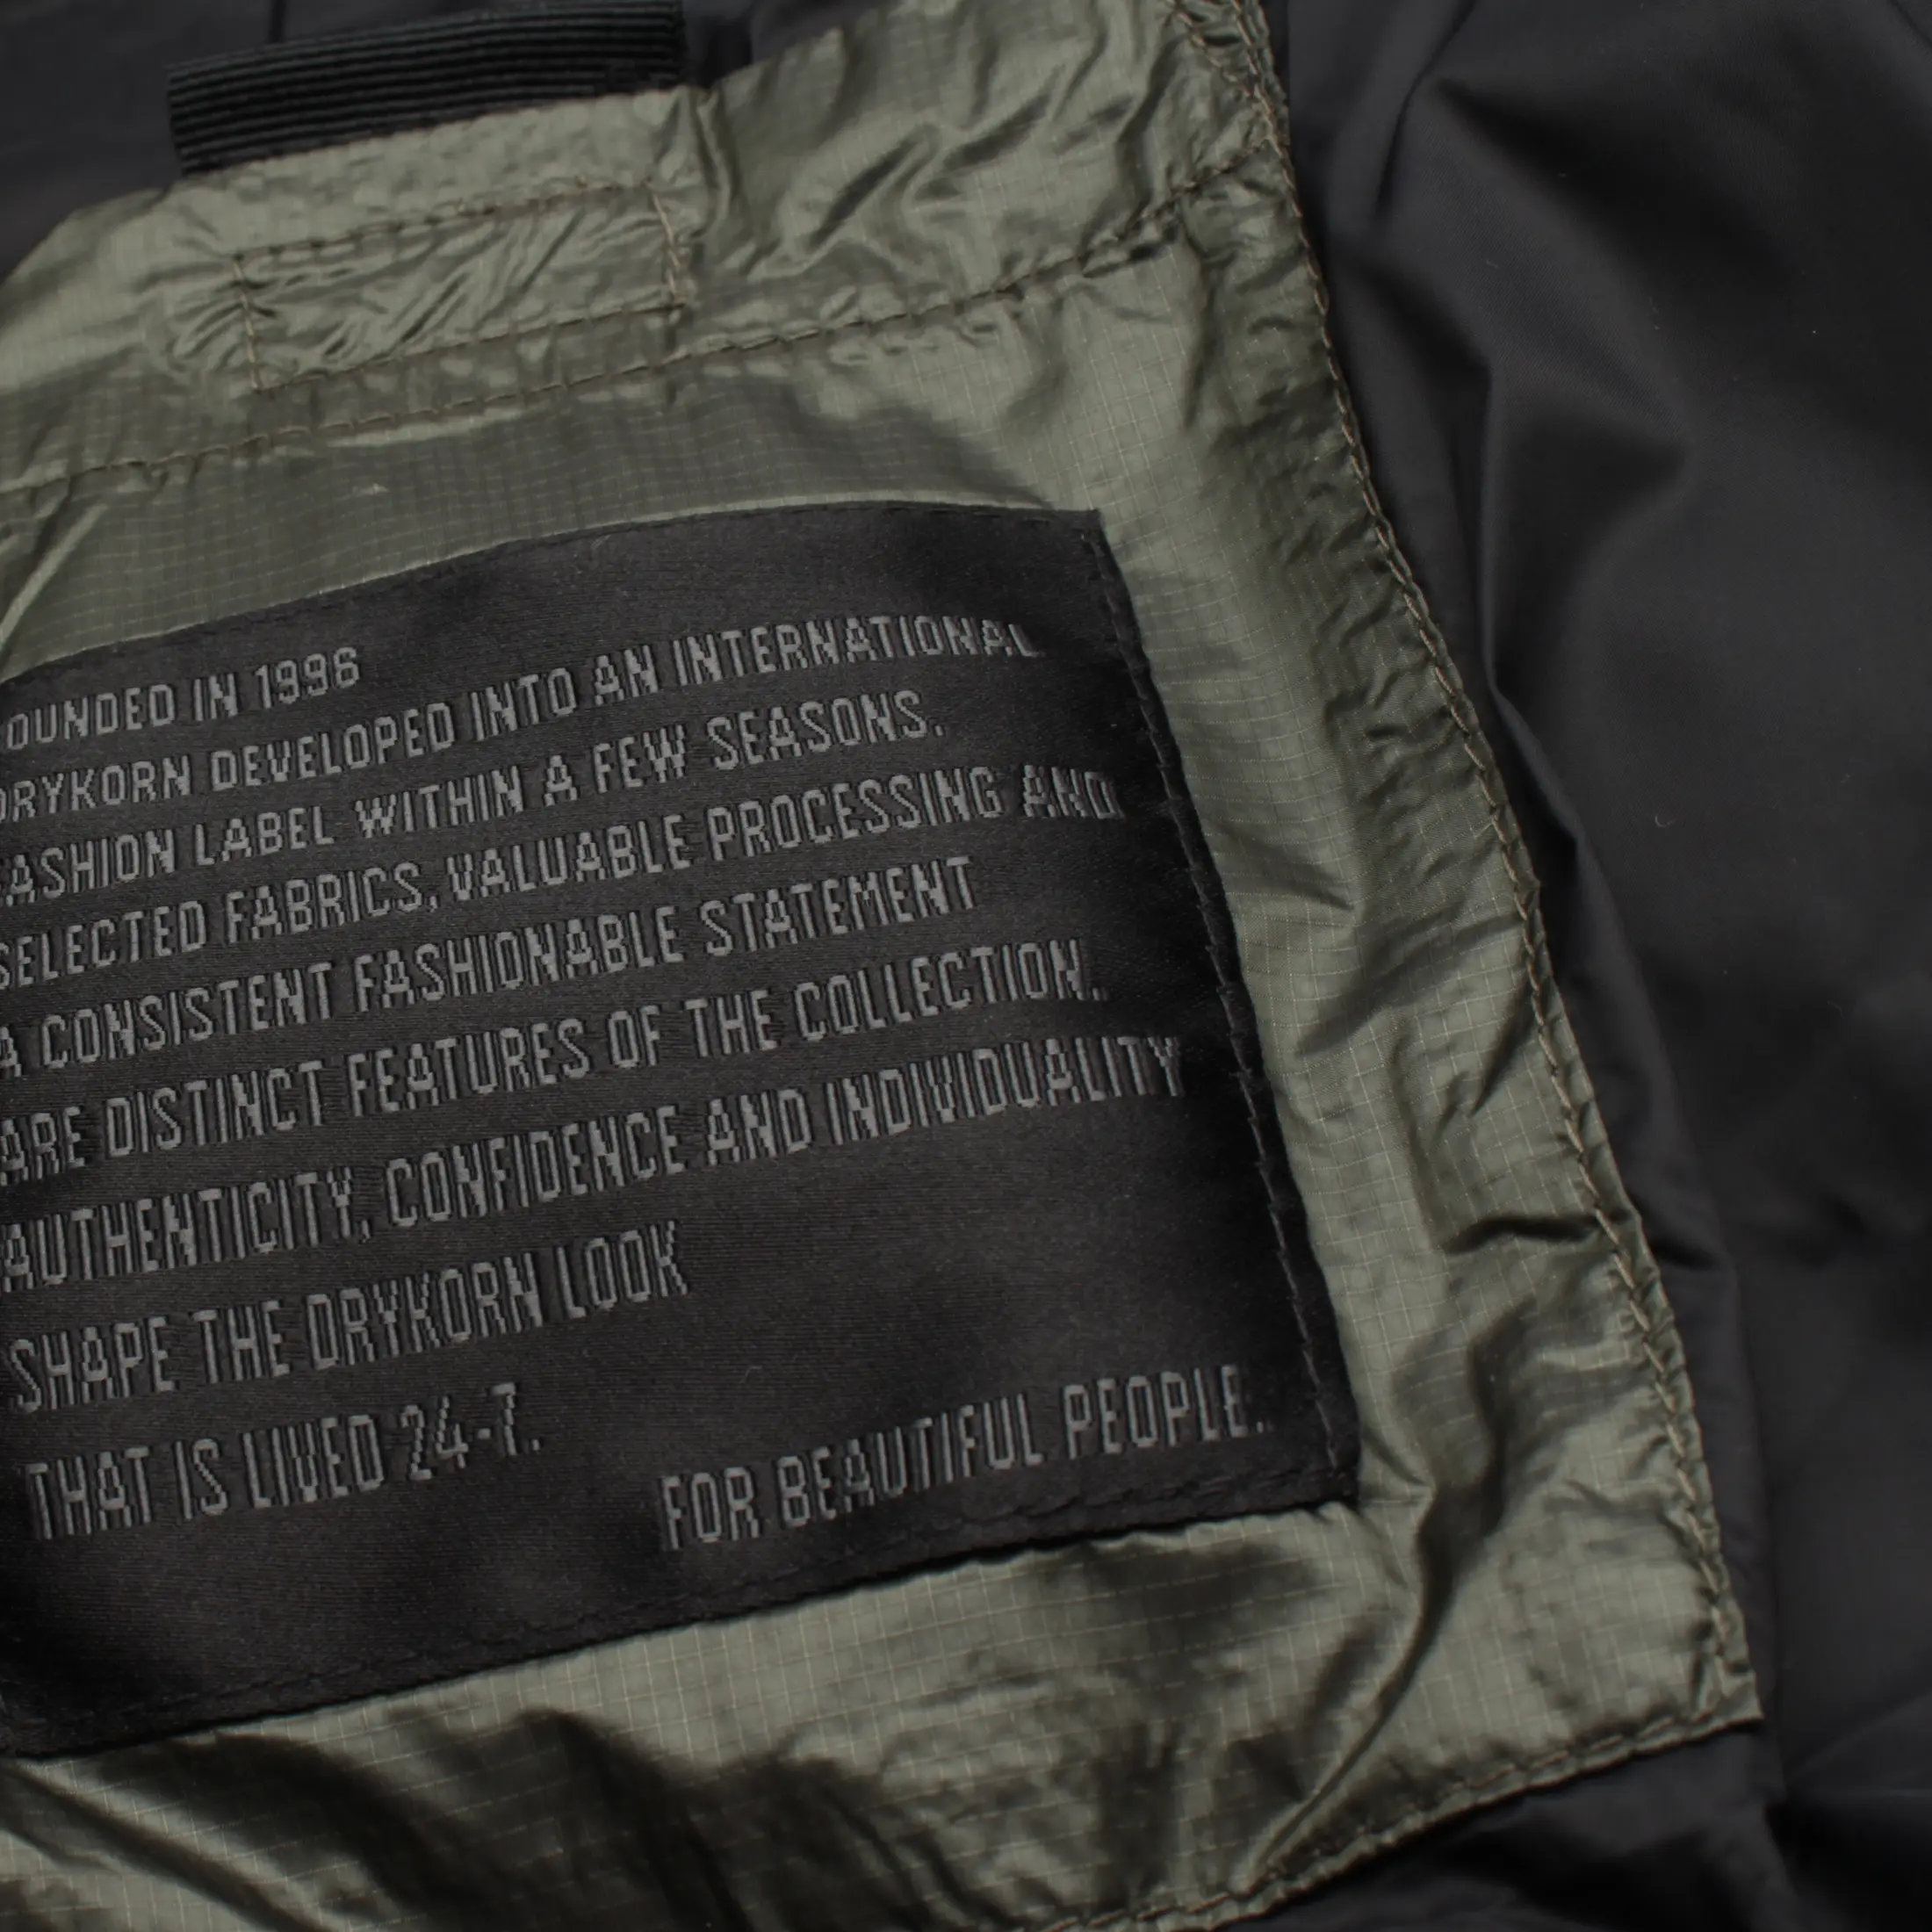 OUNDED IN 1996
DRYKORN DEVELOPED INTO AN INTERNATIONAL
FASHION LABEL WITHIN A FEW SEASONS.
SELECTED FABRICS, VALUABLE PROCESSING AND
A CONSISTENT FASHIONABLE STATEMENT
ARE DISTINCT FEATURES OF THE COLLECTION.
AUTHENTICITY, CONFIDENCE AND INDIVIDUALITY
SHAPE THE DRYKORN LOOK
THAT IS LIVED 24-7.
FOR BEAUTIFUL PEOPLE.